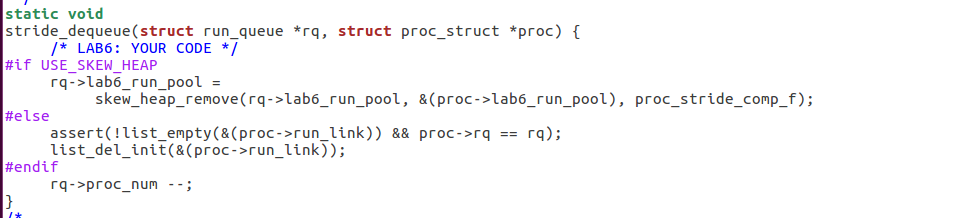 */
static void
stride_dequeue(struct run_queue *rq, struct proc_struct *proc) {
     /* LAB6: YOUR CODE */
#if USE_SKEW_HEAP
     rq->lab6_run_pool =
          skew_heap_remove(rq->lab6_run_pool, &(proc->lab6_run_pool), proc_stride_comp_f);
#else
     assert(!list_empty(&(proc->run_link)) && proc->rq == rq);
     list_del_init(&(proc->run_link));
#endif
     rq->proc_num --;
}
/*